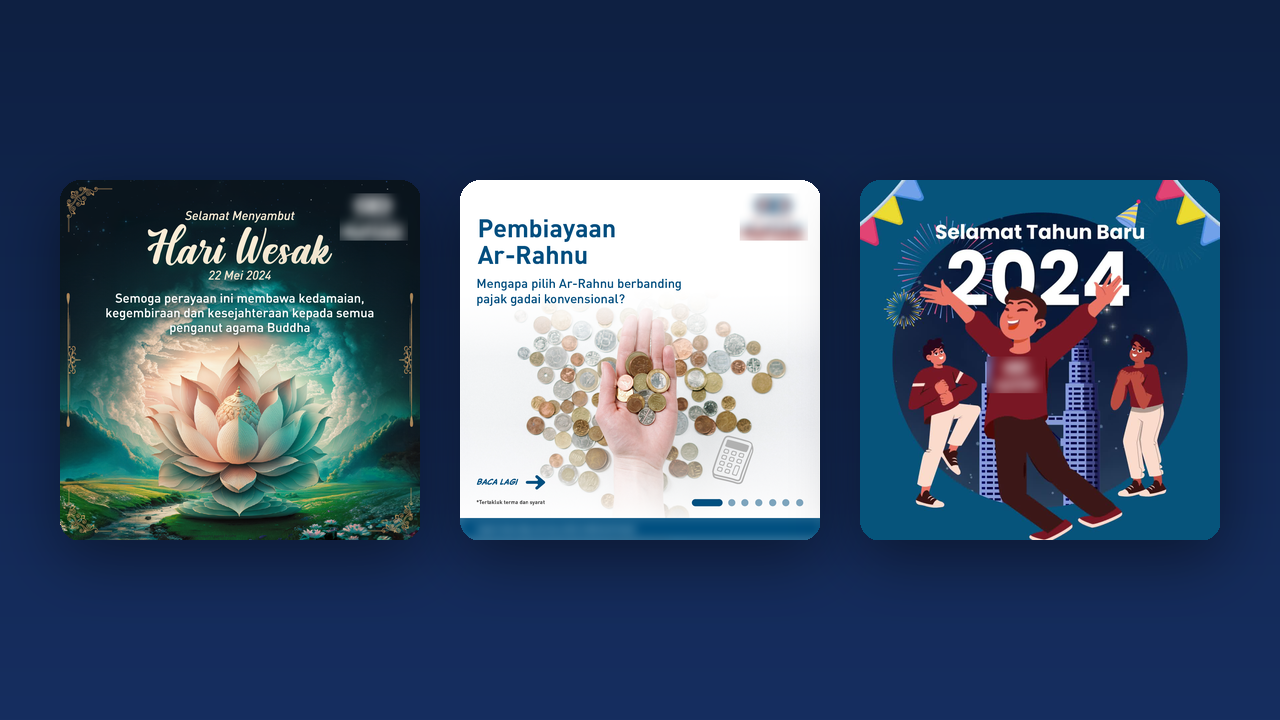 Selamat Menyambut
Hari Wesak
22 Mei 2024
Semoga perayaan ini membawa kedamaian,
kegembiraan dan kesejahteraan kepada semua
penganut agama Buddha
Pembiayaan
Ar-Rahnu
Mengapa pilih Ar-Rahnu berbanding
pajak gadai konvensional?
BACA LAGI
*Tertakluk terma dan syarat
Selamat Tahun Baru
2024